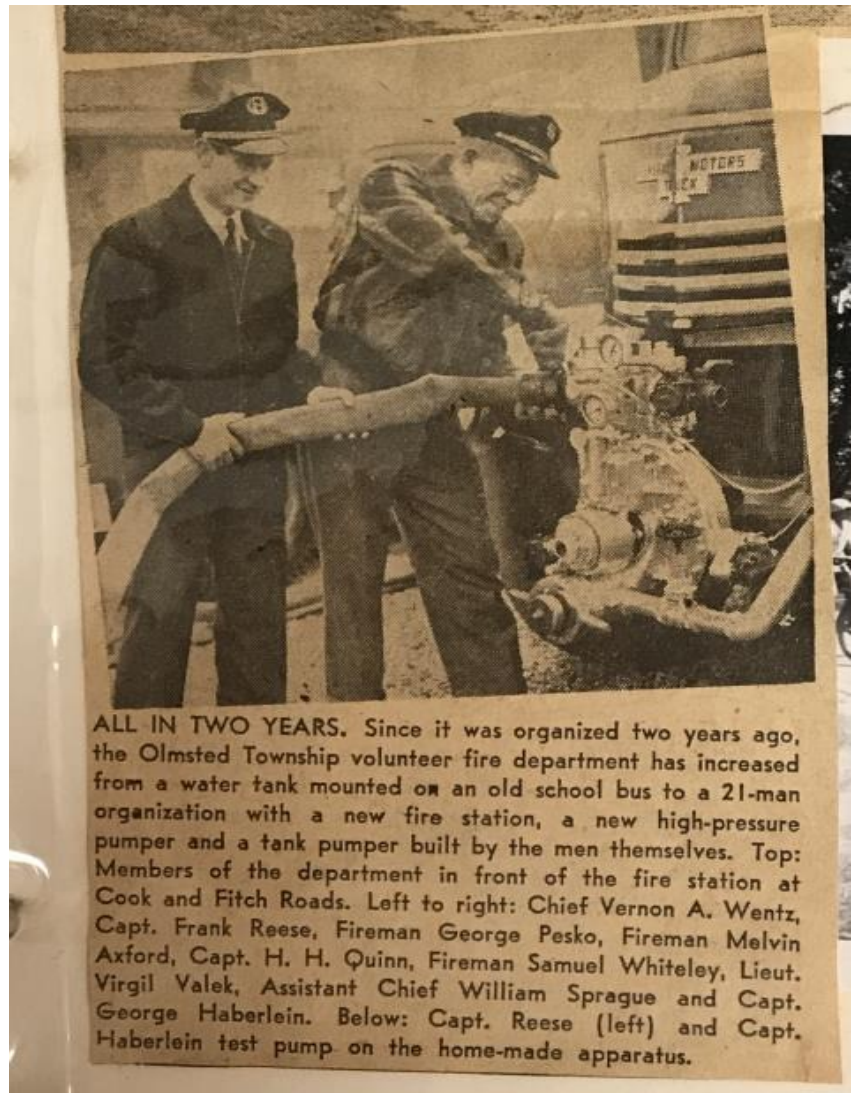 MOTORS
TRUCK
ALL IN TWO YEARS. Since it was organized two years ago,
the Olmsted Township volunteer fire department has increased
from a water tank mounted on an old school bus to a 21-man
organization with a new fire station, a new high-pressure
pumper and a tank pumper built by the men themselves. Top:
Members of the department in front of the fire station at
Cook and Fitch Roads. Left to right: Chief Vernon A. Wentz,
Capt. Frank Reese, Fireman George Pesko, Fireman Melvin
Axford, Capt. H. H. Quinn, Fireman Samuel Whiteley, Lieut.
Virgil Valek, Assistant Chief William Sprague and Capt.
George Haberlein. Below: Capt. Reese (left) and Capt.
Haberlein test pump on the home-made apparatus.